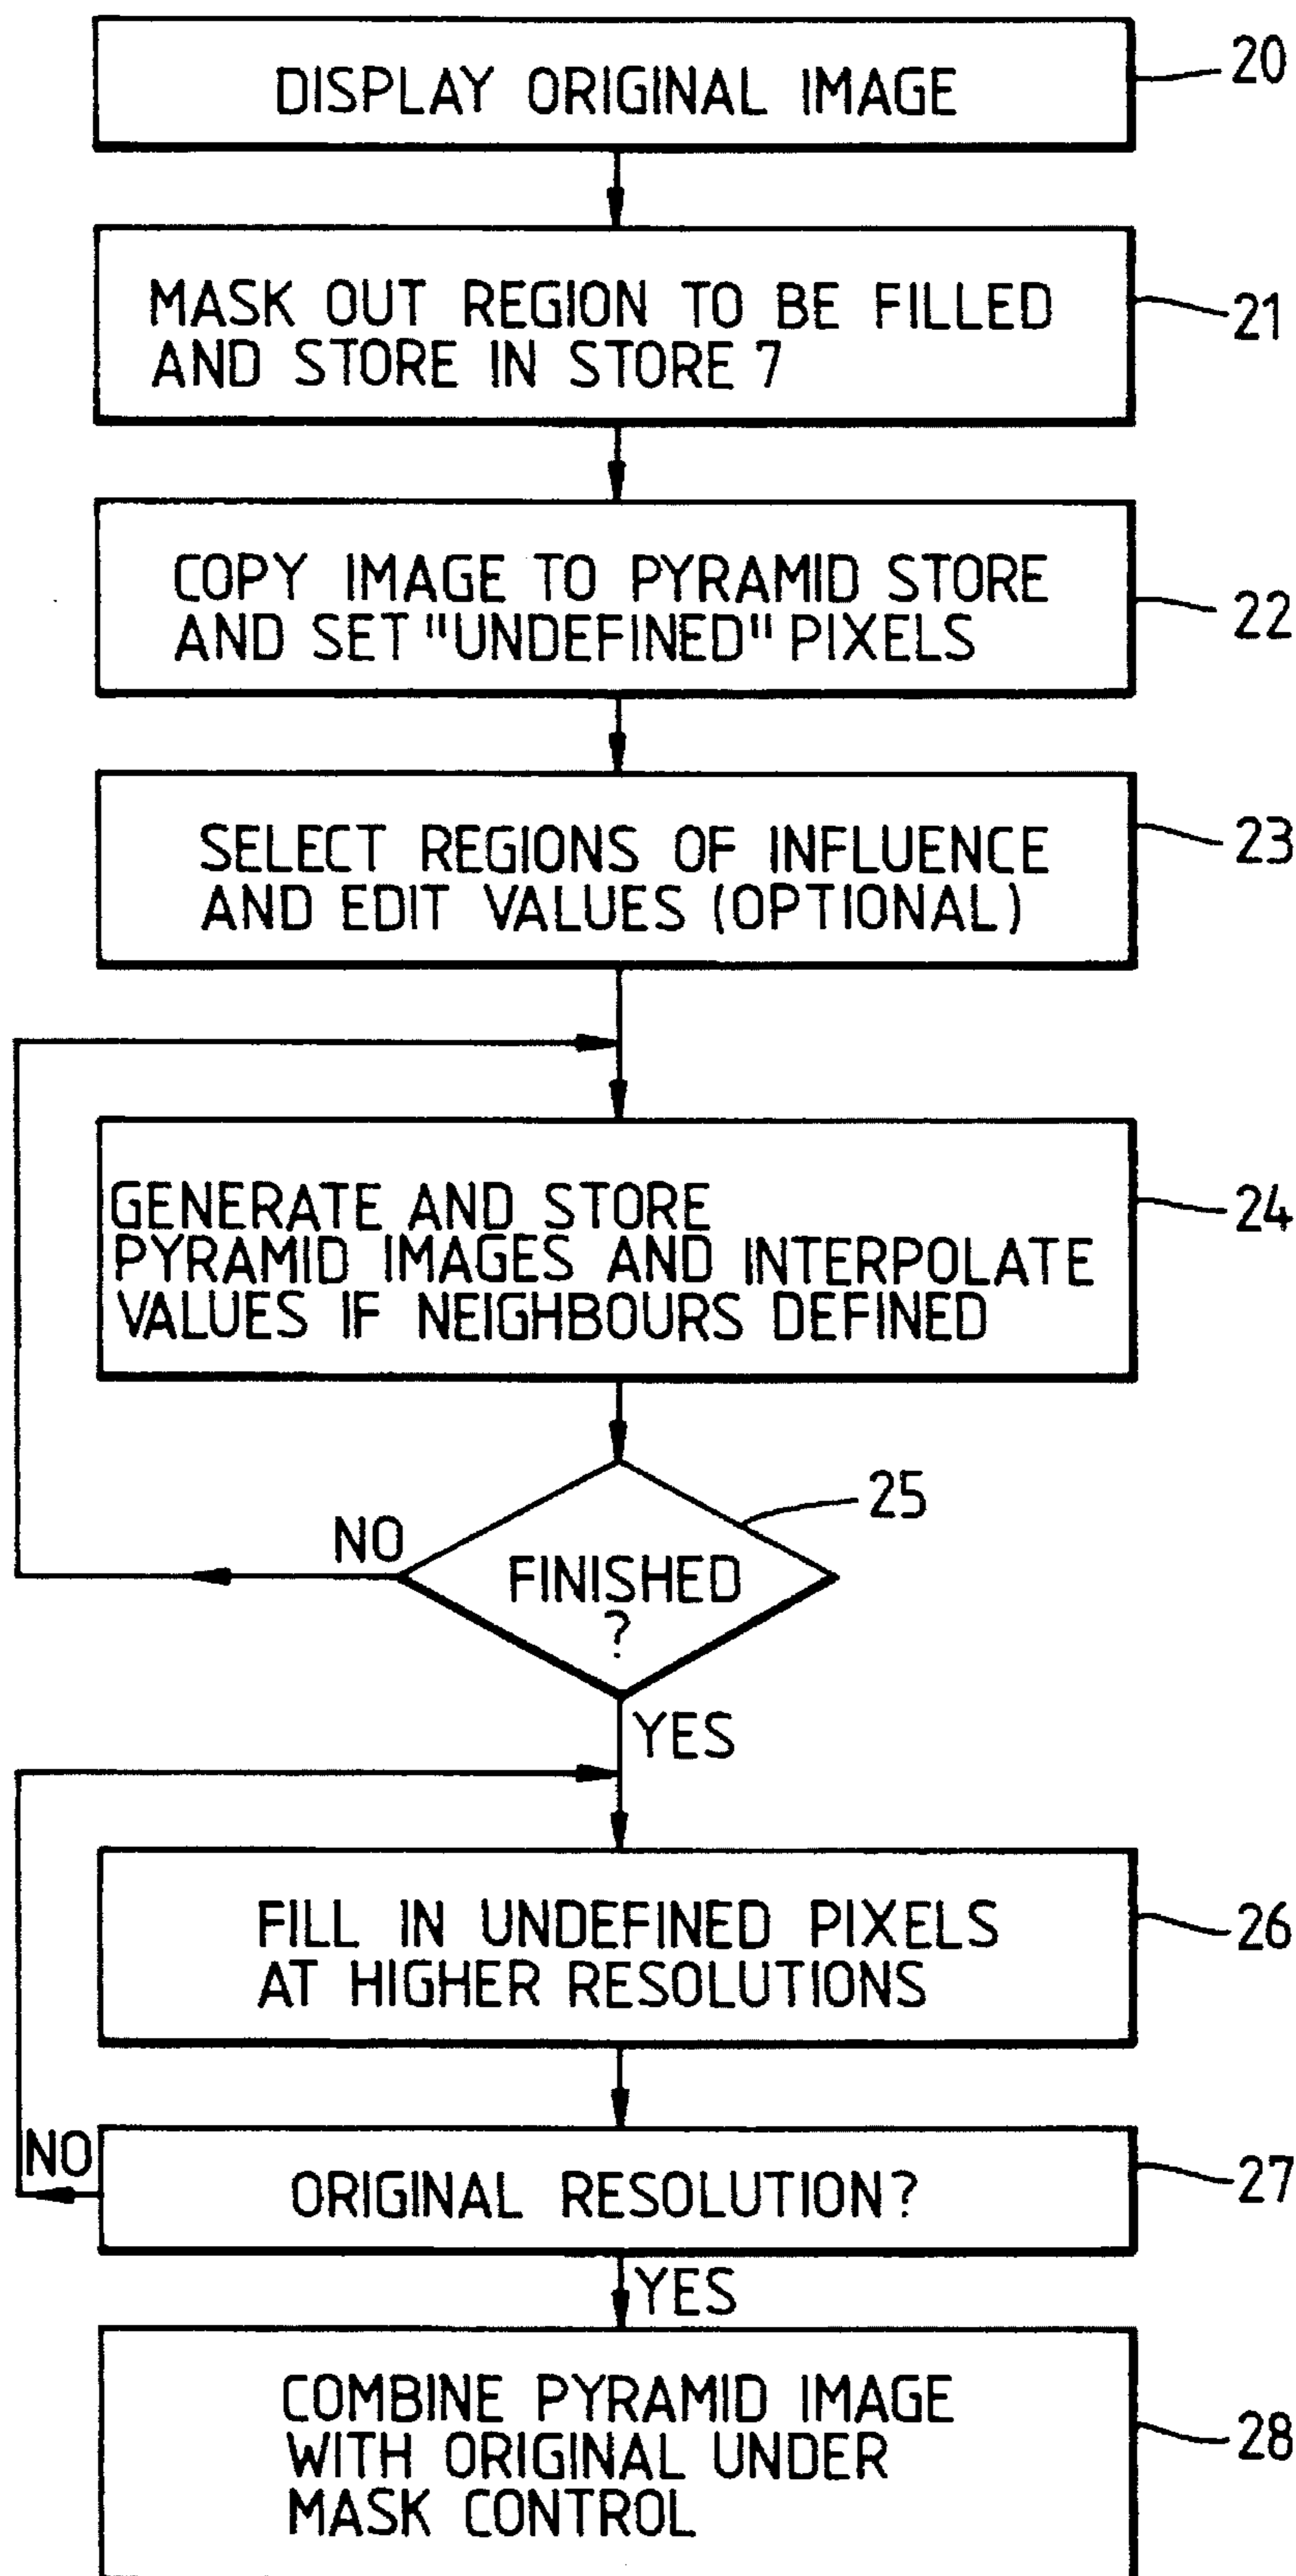 DISPLAY ORIGINAL IMAGE
20
MASK OUT REGION TO BE FILLED
AND STORE IN STORE 7
21
COPY IMAGE TO PYRAMID STORE
AND SET "UNDEFINED" PIXELS
22
SELECT REGIONS OF INFLUENCE
AND EDIT VALUES (OPTIONAL)
23
GENERATE AND STORE
PYRAMID IMAGES AND INTERPOLATE
VALUES IF NEIGHBOURS DEFINED
24
25
NO
FINISHED
?
YES
FILL IN UNDEFINED PIXELS
AT HIGHER RESOLUTIONS
26
NO
ORIGINAL RESOLUTION?
27
YES
COMBINE PYRAMID IMAGE
WITH ORIGINAL UNDER
MASK CONTROL
28